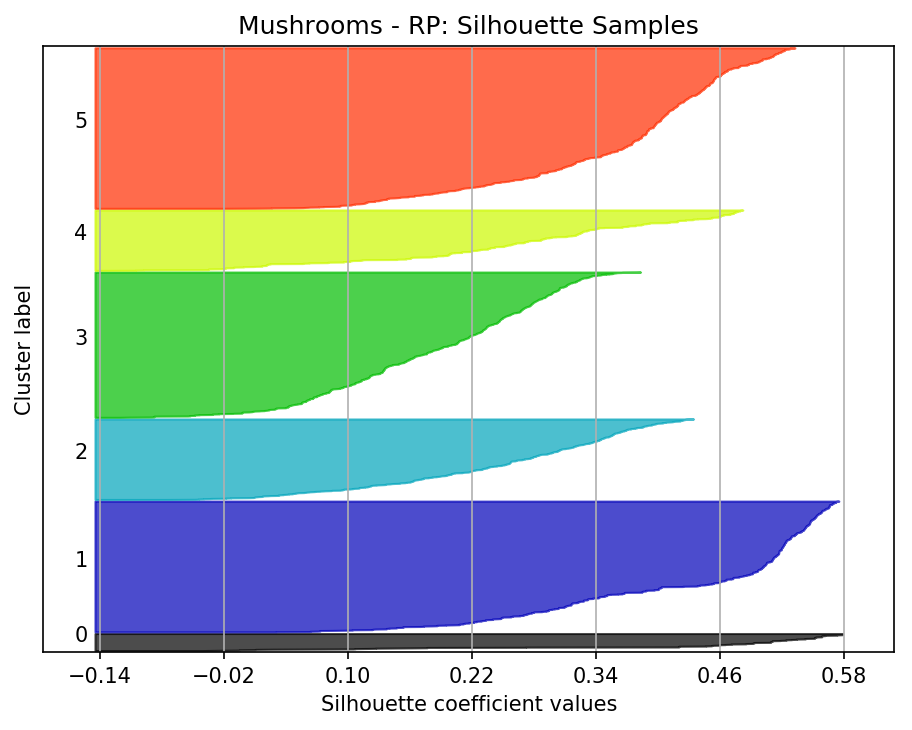 Mushrooms - RP: Silhouette Samples
Cluster label
5
4
3
2
1
0
−0.14 −0.02 0.10 0.22 0.34 0.46 0.58
Silhouette coefficient values